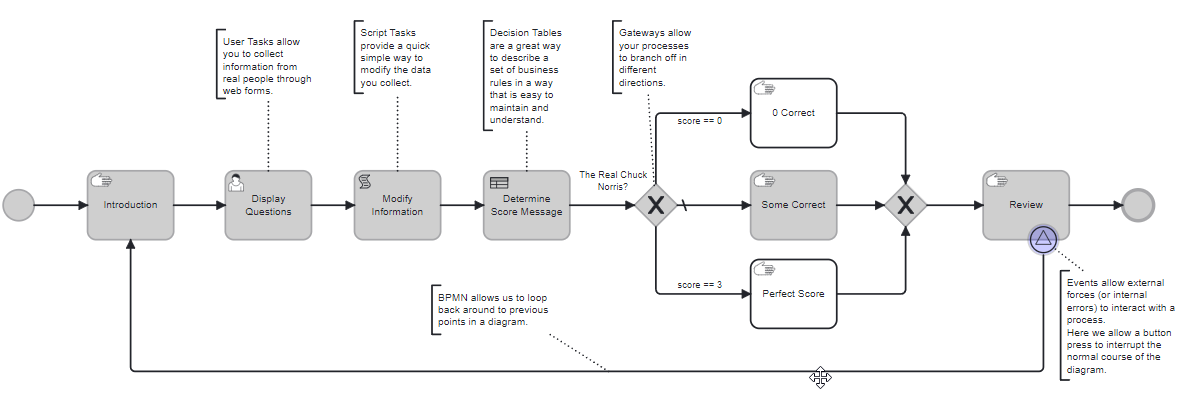 User Tasks allow
you to collect
information from
real people through
web forms.
Script Tasks
provide a quick
simple way to
modify the data
you collect.
Decision Tables
are a great way
to describe a
set of business
rules in a way
that is easy to
maintain and
understand.
Gateways allow
your processes
to branch off in
different
directions.
Introduction
Display
Questions
Modify
Information
Determine
Score Message
The Real Chuck
Norris?
X
score == 0
0 Correct
Some Correct
score == 3
Perfect Score
X
Review
BPMN allows us to loop
back around to previous
points in a diagram.
Events allow external
forces (or internal
errors) to interact with a
process.
Here we allow a button
press to interrupt the
normal course of the
diagram.